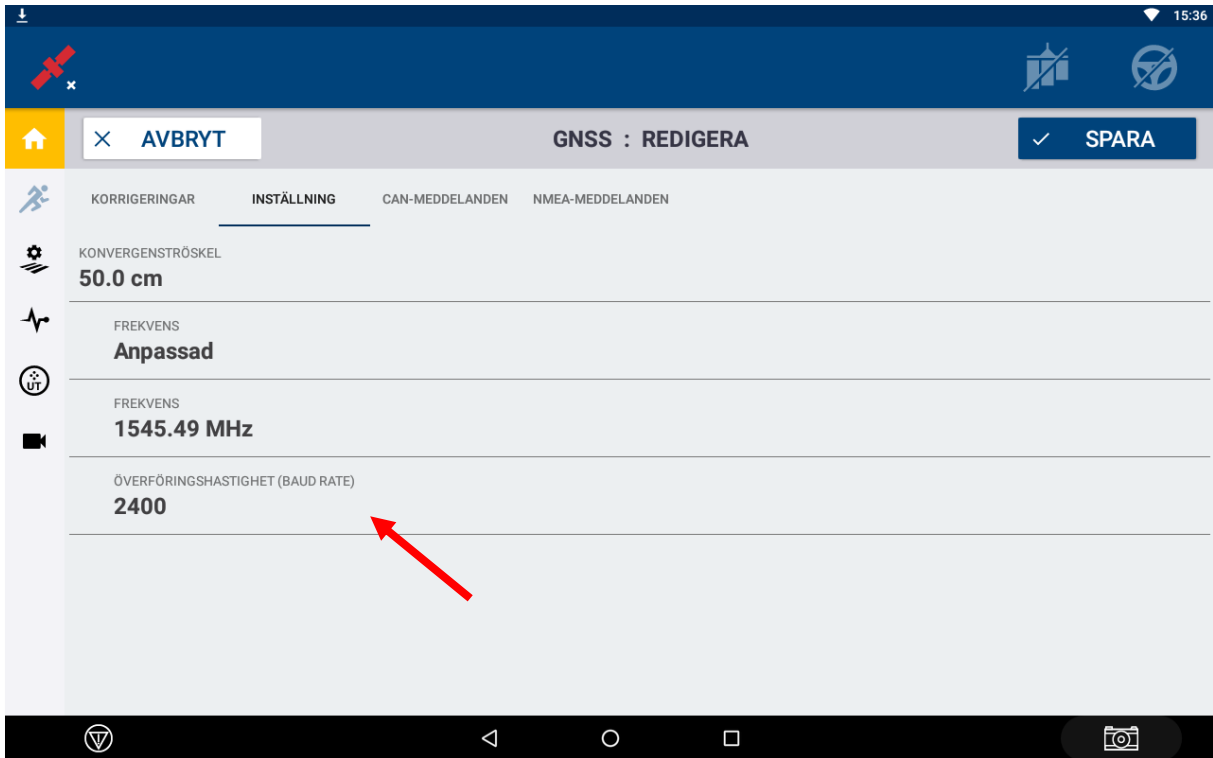 15:36
AVBRYT
GNSS : REDIGERA
SPARA
KORRIGERINGAR
INSTÄLLNING
CAN-MEDDELANDEN
NMEA-MEDDELANDEN
KONVERGENSTRÖSKEL
50.0 cm
FREKVENS
Anpassad
FREKVENS
1545.49 MHz
ÖVERFÖRINGSHASTIGHET (BAUD RATE)
2400
UT